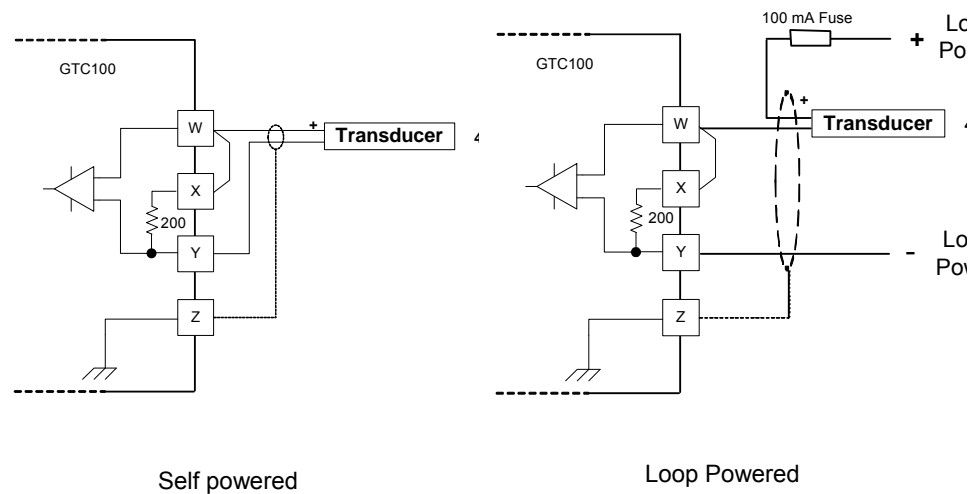 GTC100
W
+
Transducer
X
200
Y
Z
Self powered
100 mA Fuse
+
GTC100
W
+
Transducer
X
200
Y
-
Z
Loop Powered